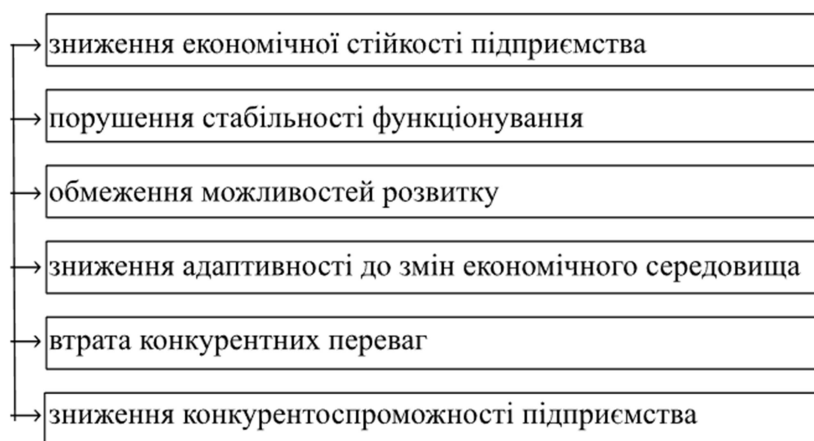 зниження економічної стійкості підприємства
порушення стабільності функціонування
обмеження можливостей розвитку
зниження адаптивності до змін економічного середовища
втрата конкурентних переваг
зниження конкурентоспроможності підприємства